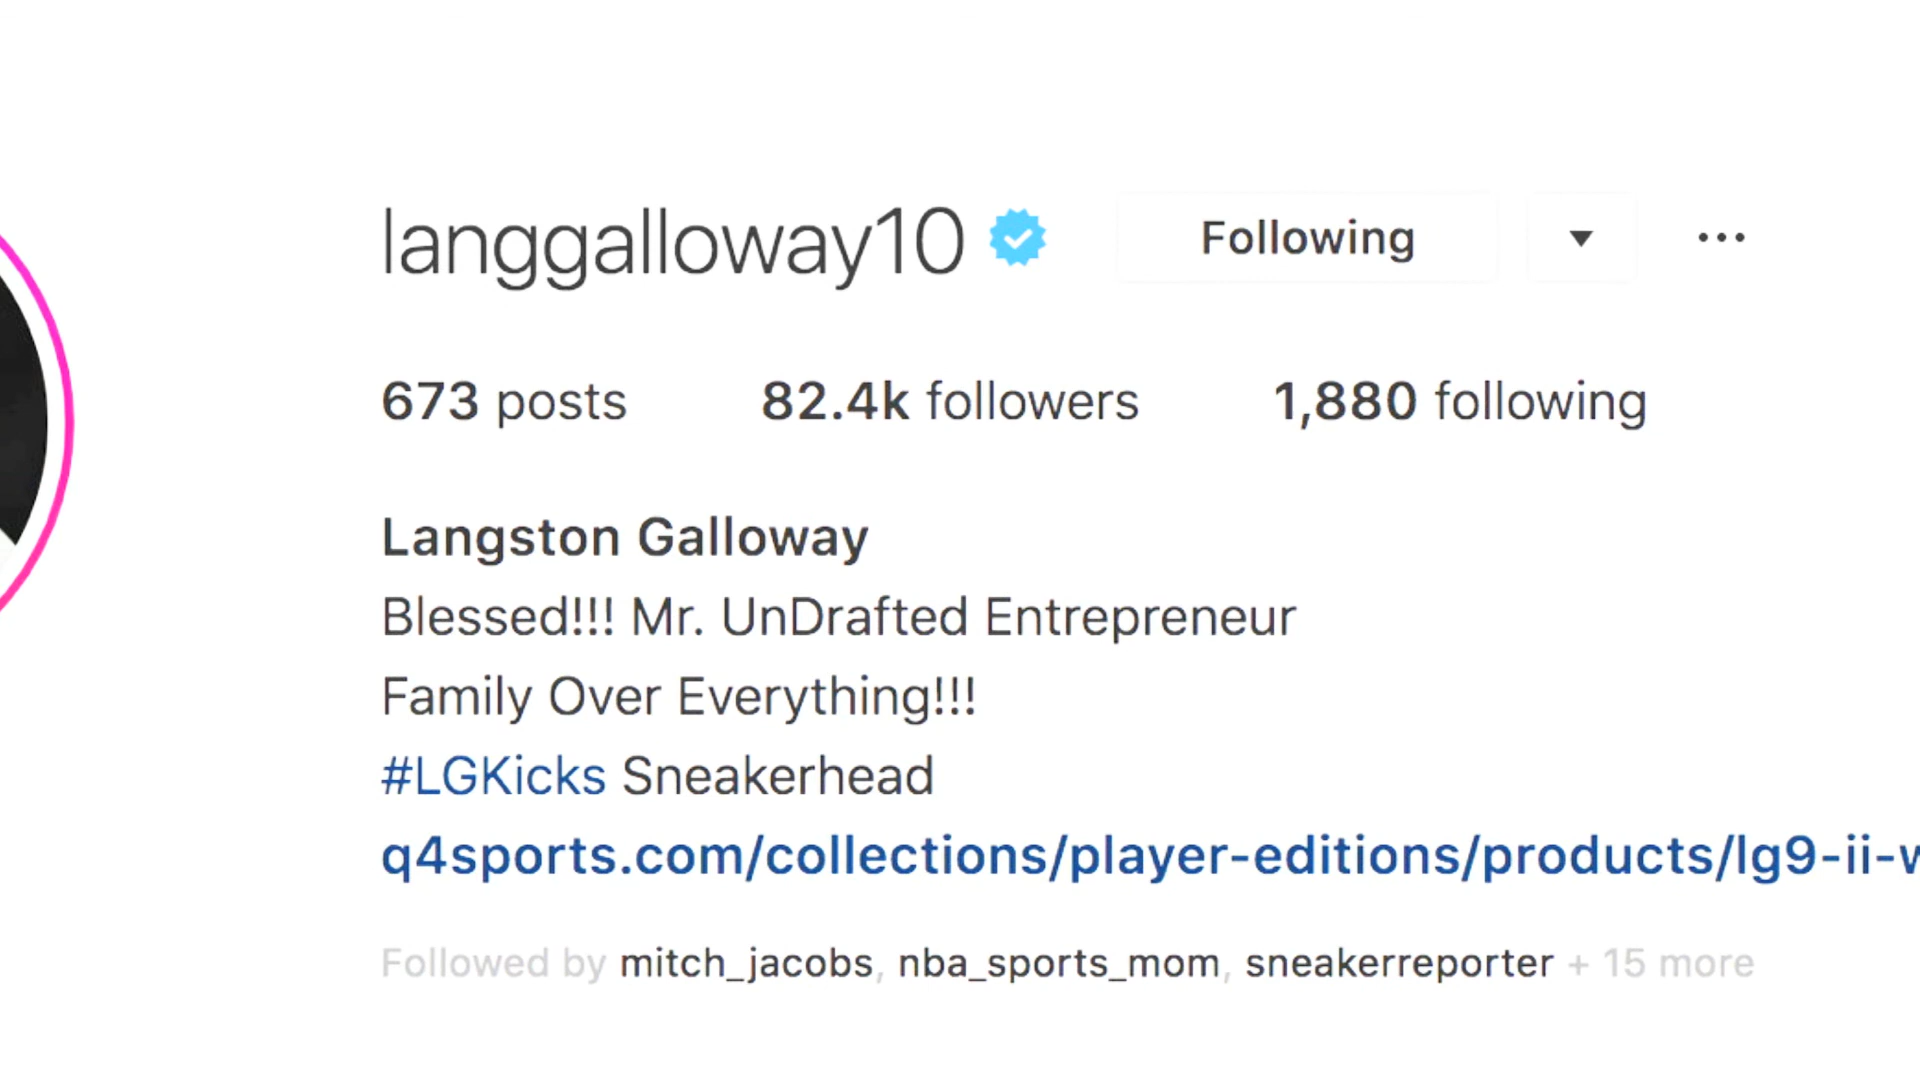 langgalloway10 Following
673 posts 82.4k followers 1,880 following
Langston Galloway
Blessed!!! Mr. UnDrafted Entrepreneur
Family Over Everything!!!
#LGKicks Sneakerhead
q4sports.com/collections/player-editions/products/lg9-ii-w
Followed by mitch_jacobs, nba_sports_mom, sneakerreporter + 15 more